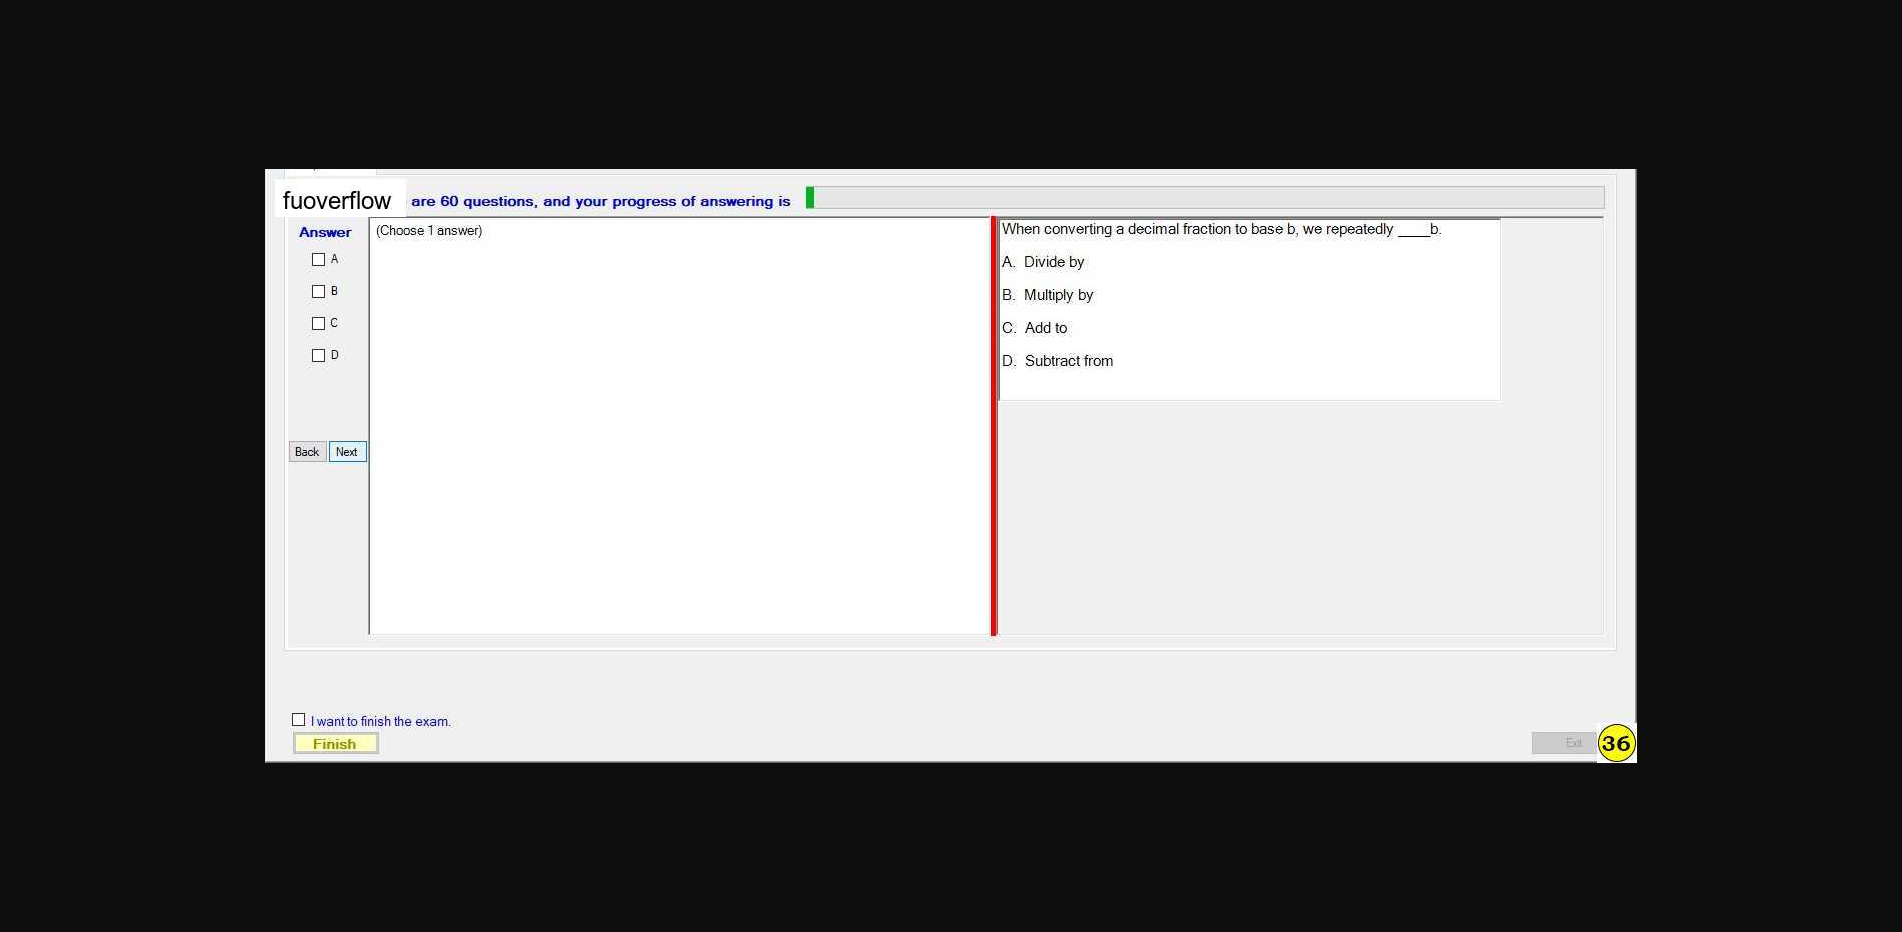 fuoverflow are 60 questions, and your progress of answering is
Answer
(Choose 1 answer)
A
B
C
D
Back Next
When converting a decimal fraction to base b, we repeatedly ____b.
A. Divide by
B. Multiply by
C. Add to
D. Subtract from
I want to finish the exam.
Finish
Exit
36